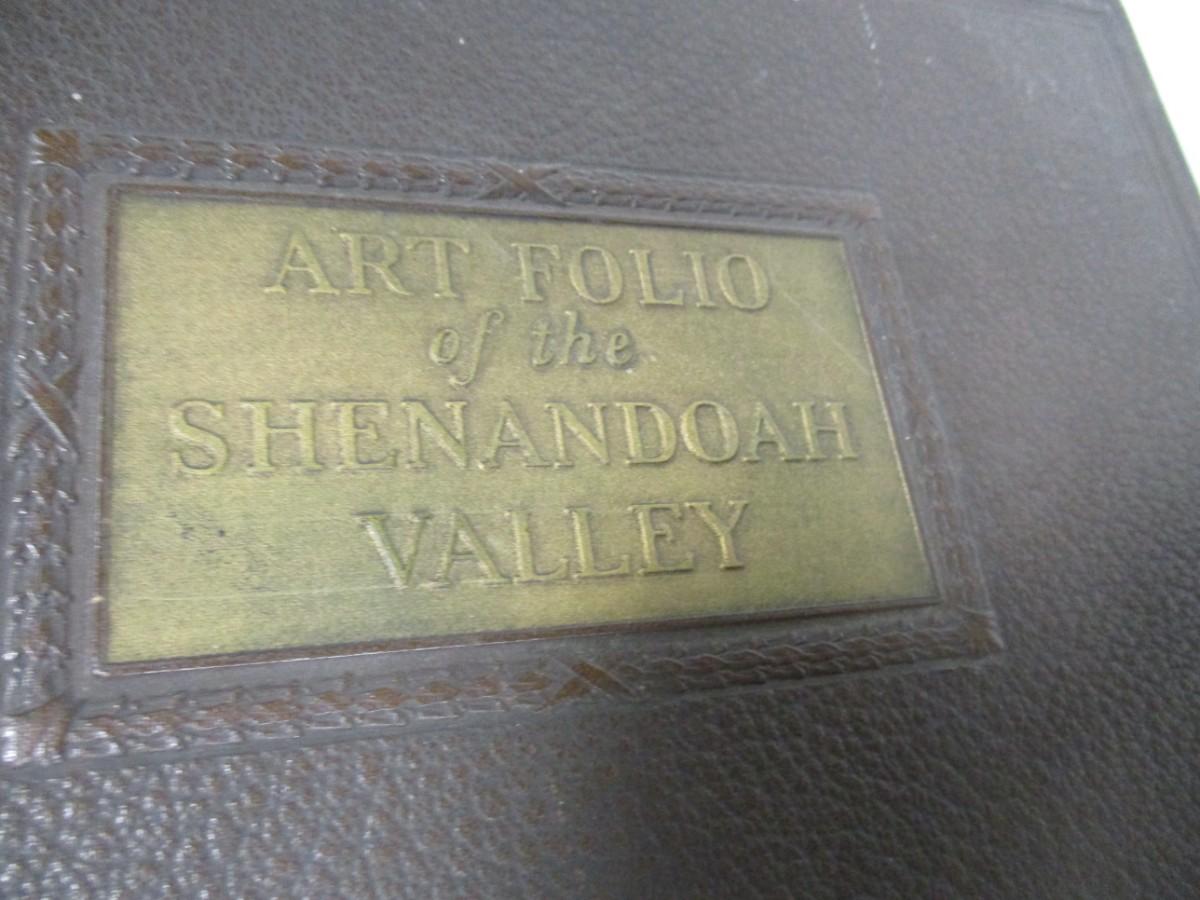 ART FOLIO
of the
SHENANDOAH
VALLEY